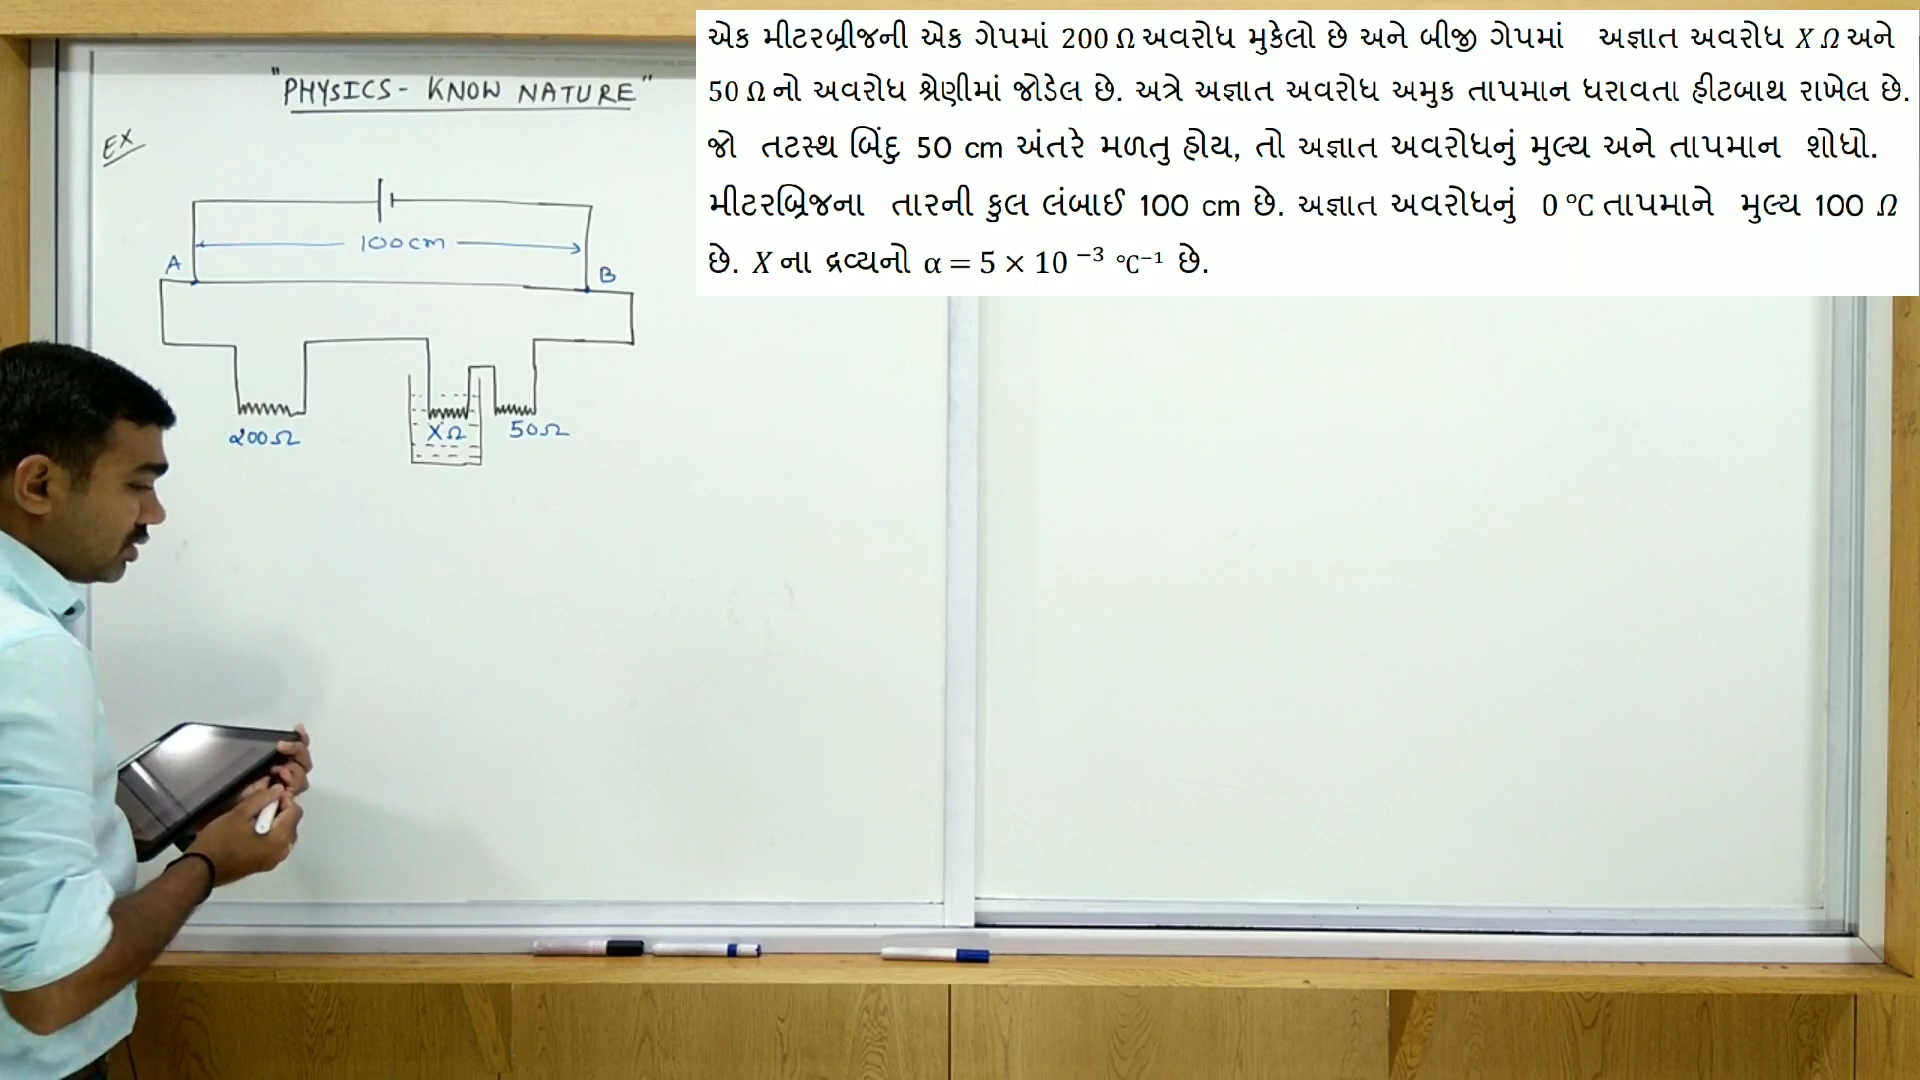 "PHYSICS - KNOW NATURE"
EX
100cm
A
B
200Ω
XΩ
50Ω
એક મીટરબ્રીજની એક ગેપમાં 200 Ω અવરોધ મુકેલો છે અને બીજી ગેપમાં અજ્ઞાત અવરોધ X Ω અને
50 Ω નો અવરોધ શ્રેણીમાં જોડેલ છે. અત્રે અજ્ઞાત અવરોધ અમુક તાપમાન ધરાવતા હીટબાથ રાખેલ છે.
જો તટસ્થ બિંદુ 50 cm અંતરે મળતુ હોય, તો અજ્ઞાત અવરોધનું મુલ્ય અને તાપમાન શોધો.
મીટરબ્રિજના તારની કુલ લંબાઈ 100 cm છે. અજ્ઞાત અવરોધનું 0 °C તાપમાને મુલ્ય 100 Ω
છે. X ના દ્રવ્યનો α = 5 × 10 ⁻³ °C⁻¹ છે.